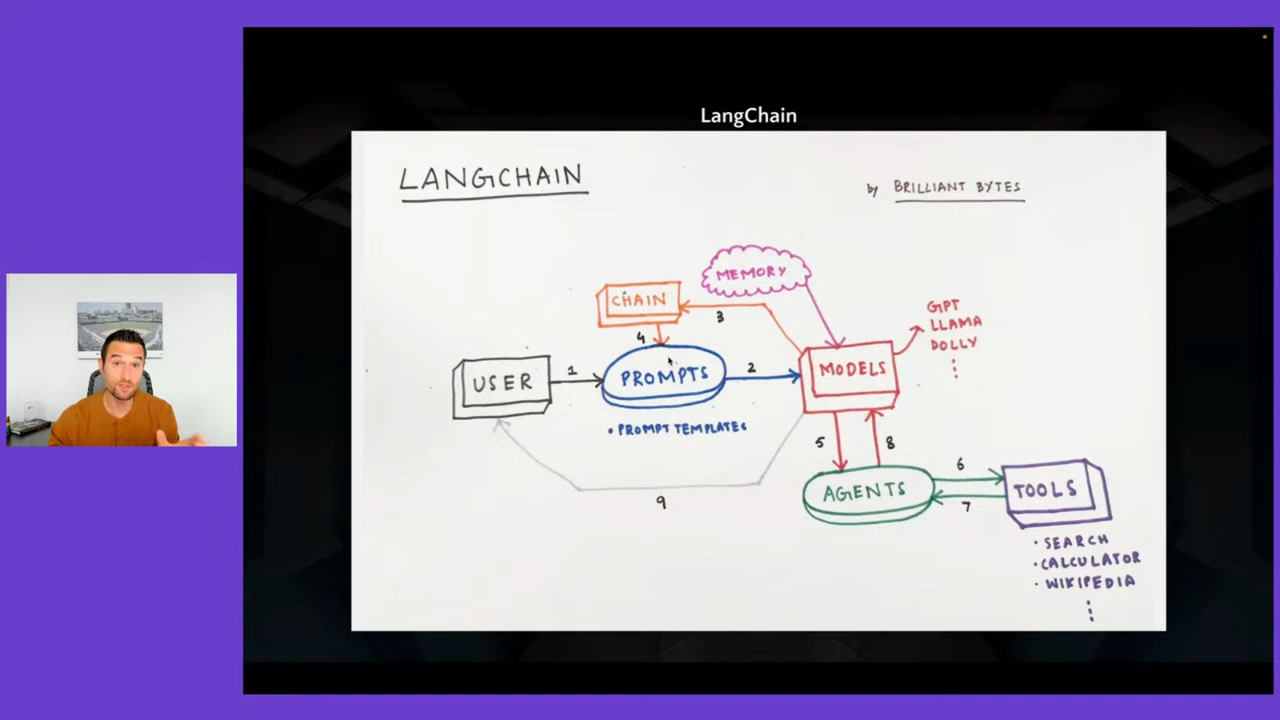 LangChain
LANGCHAIN
by BRILLIANT BYTES
MEMORY
CHAIN
3
GPT
LLAMA
DOLLY
4
USER
1
PROMPTS
2
MODELS
• PROMPT TEMPLATES
5
8
9
AGENTS
6
7
TOOLS
• SEARCH
• CALCULATOR
• WIKIPEDIA